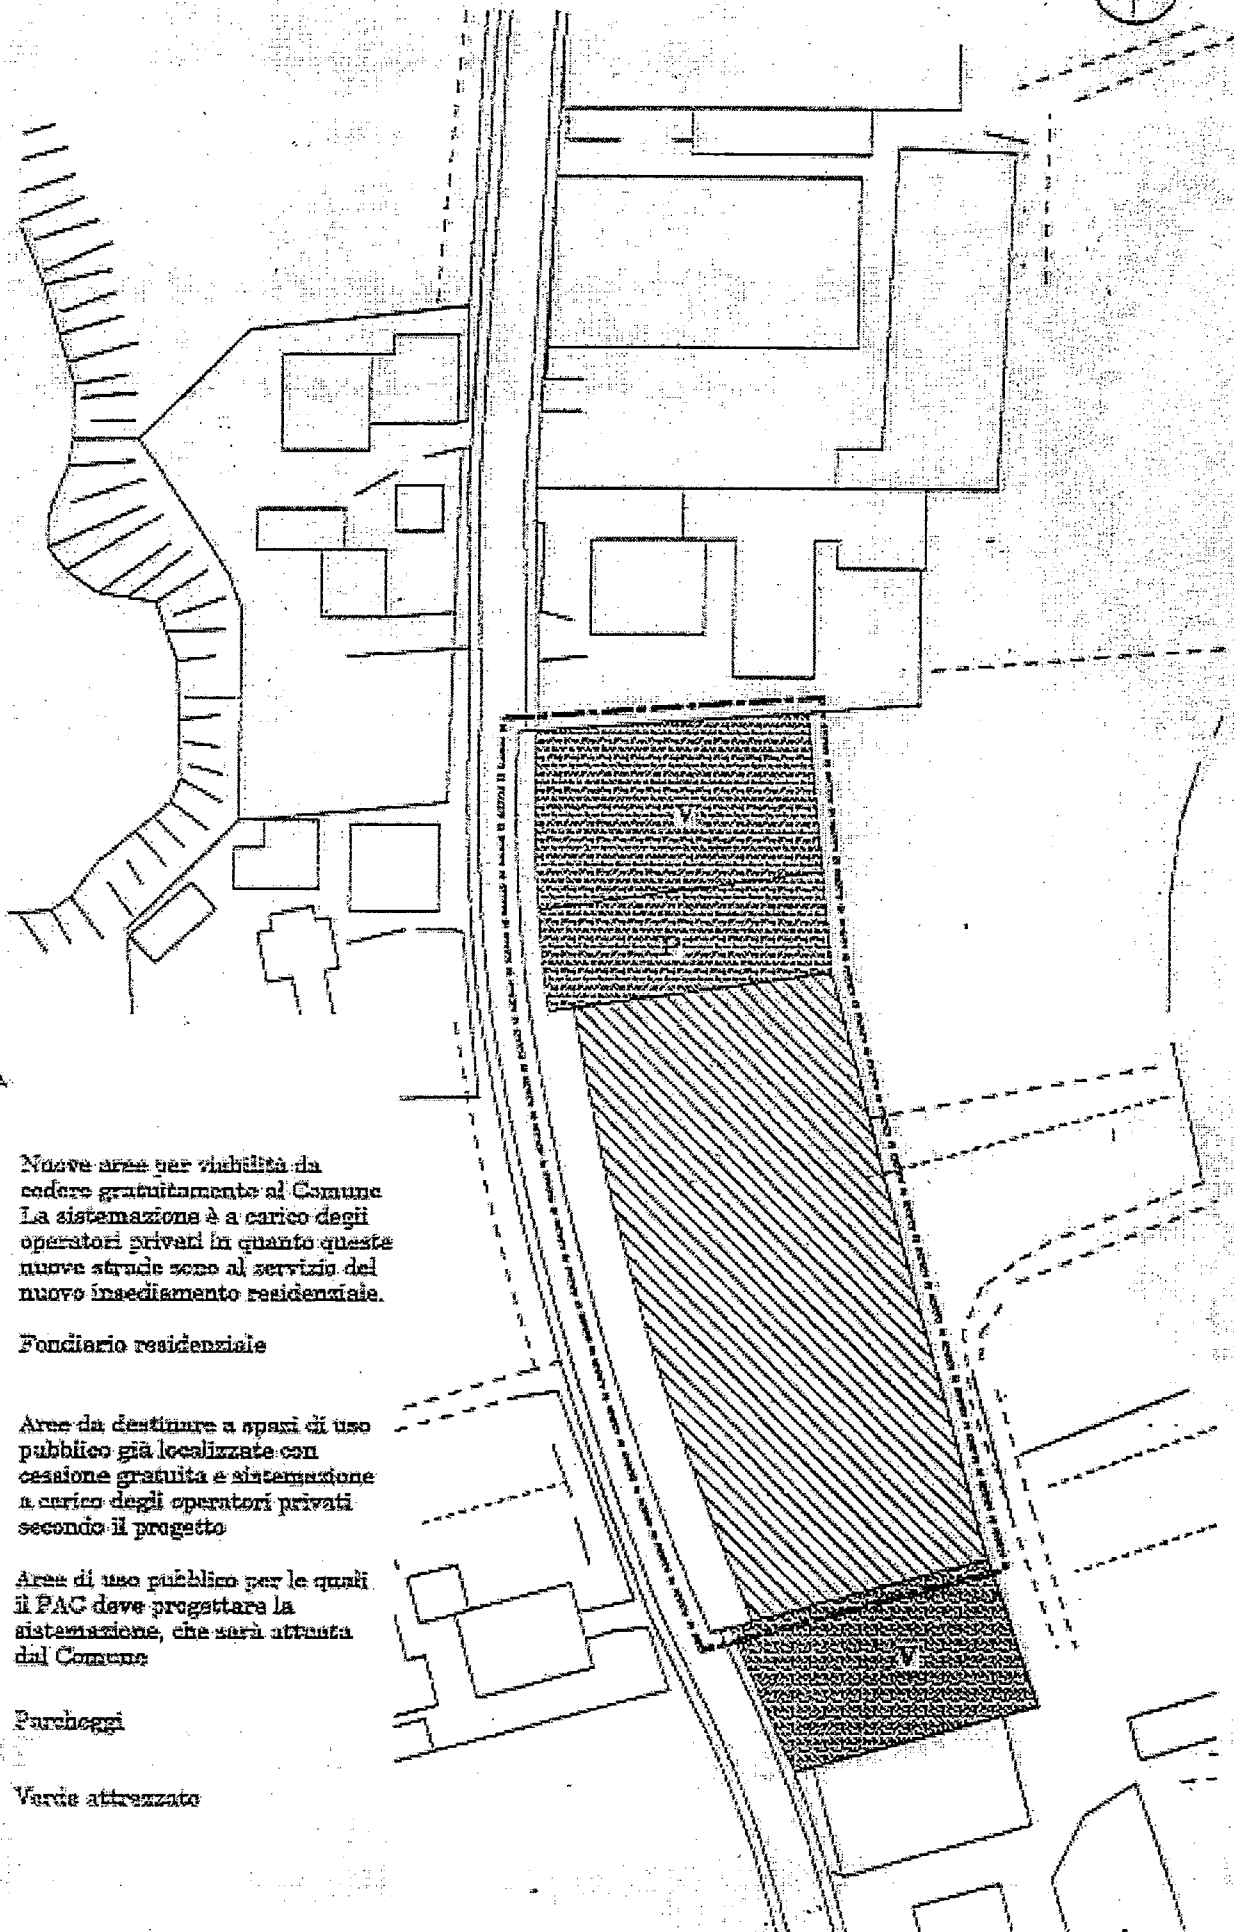 V
P
Nuove aree per viabilità da
cedere gratuitamente al Comune
La sistemazione è a carico degli
operatori privati in quanto queste
nuove strade sono al servizio del
nuovo insediamento residenziale.
Fondiario residenziale
Aree da destinare a spazi di uso
pubblico già localizzate con
cessione gratuita e sistemazione
a carico degli operatori privati
secondo il progetto
Aree di uso pubblico per le quali
il PAC deve progettare la
sistemazione, che sarà attuata
dal Comune
V
Parcheggi
Verde attrezzato